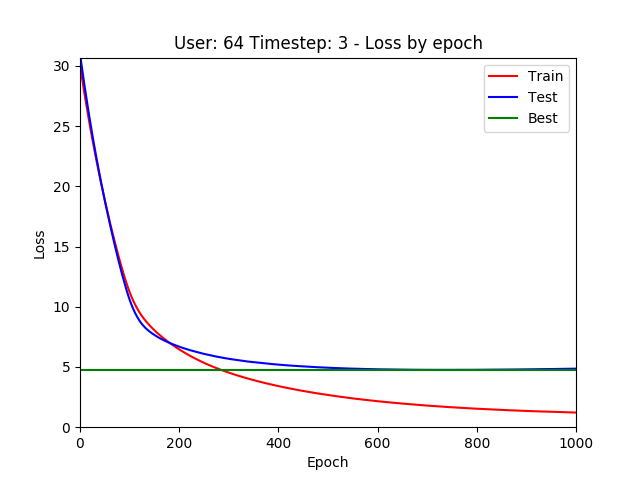 User: 64 Timestep: 3 - Loss by epoch
30
25
20
15
10
5
0
Loss
Train
Test
Best
0 200 400 600 800 1000
Epoch